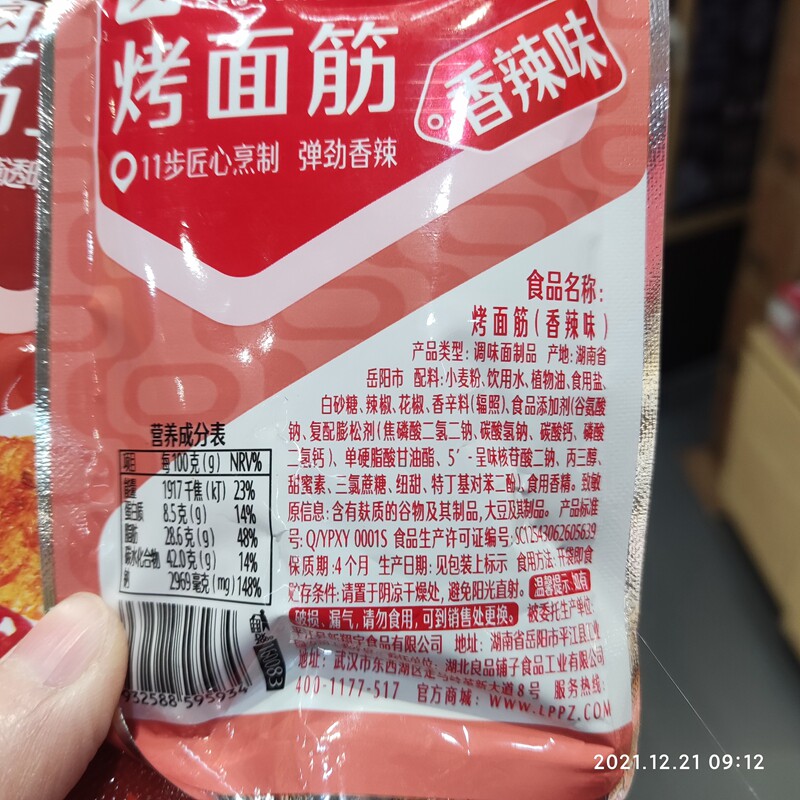 烤面筋
香辣味
11步匠心烹制 弹劲香辣
食品名称:
烤面筋(香辣味)
产品类型: 调味面制品 产地: 湖南省
岳阳市 配料:小麦粉、饮用水、植物油、食用盐、
白砂糖、辣椒、花椒、香辛料(辐照)、食品添加剂(谷氨酸
钠、复配膨松剂(焦磷酸二氢二钠、碳酸氢钠、碳酸钙、磷酸
二氢钙)、单硬脂酸甘油酯、5'-呈味核苷酸二钠、丙三醇、
甜蜜素、三氯蔗糖、纽甜、特丁基对苯二酚)、食用香精。致敏
原信息:含有麸质的谷物及其制品,大豆及其制品。 产品标准
号: Q/YPXY 0001S 食品生产许可证编号: SC11543062605639
保质期:4个月 生产日期: 见包装上标示 食用方法: 开袋即食
贮存条件: 请置于阴凉干燥处, 避免阳光直射。 温馨提示: 如有
破损、漏气, 请勿食用, 可到销售处更换。 被委托生产单位:
食品有限公司 地址: 湖南省岳阳市平江县工业
地址: 武汉市东西湖区走马岭革新大道8号 湖北良品铺子食品工业有限公司
400-1177-517 官方商城: WWW.LPPZ.COM 服务热线:
营养成分表
项目 每100克(g) NRV%
能量 1917千焦(kJ) 23%
蛋白质 8.5克(g) 14%
脂肪 28.6克(g) 48%
碳水化合物 42.0克(g) 14%
钠 2969毫克(mg) 148%
932588 595934
2021.12.21 09:12